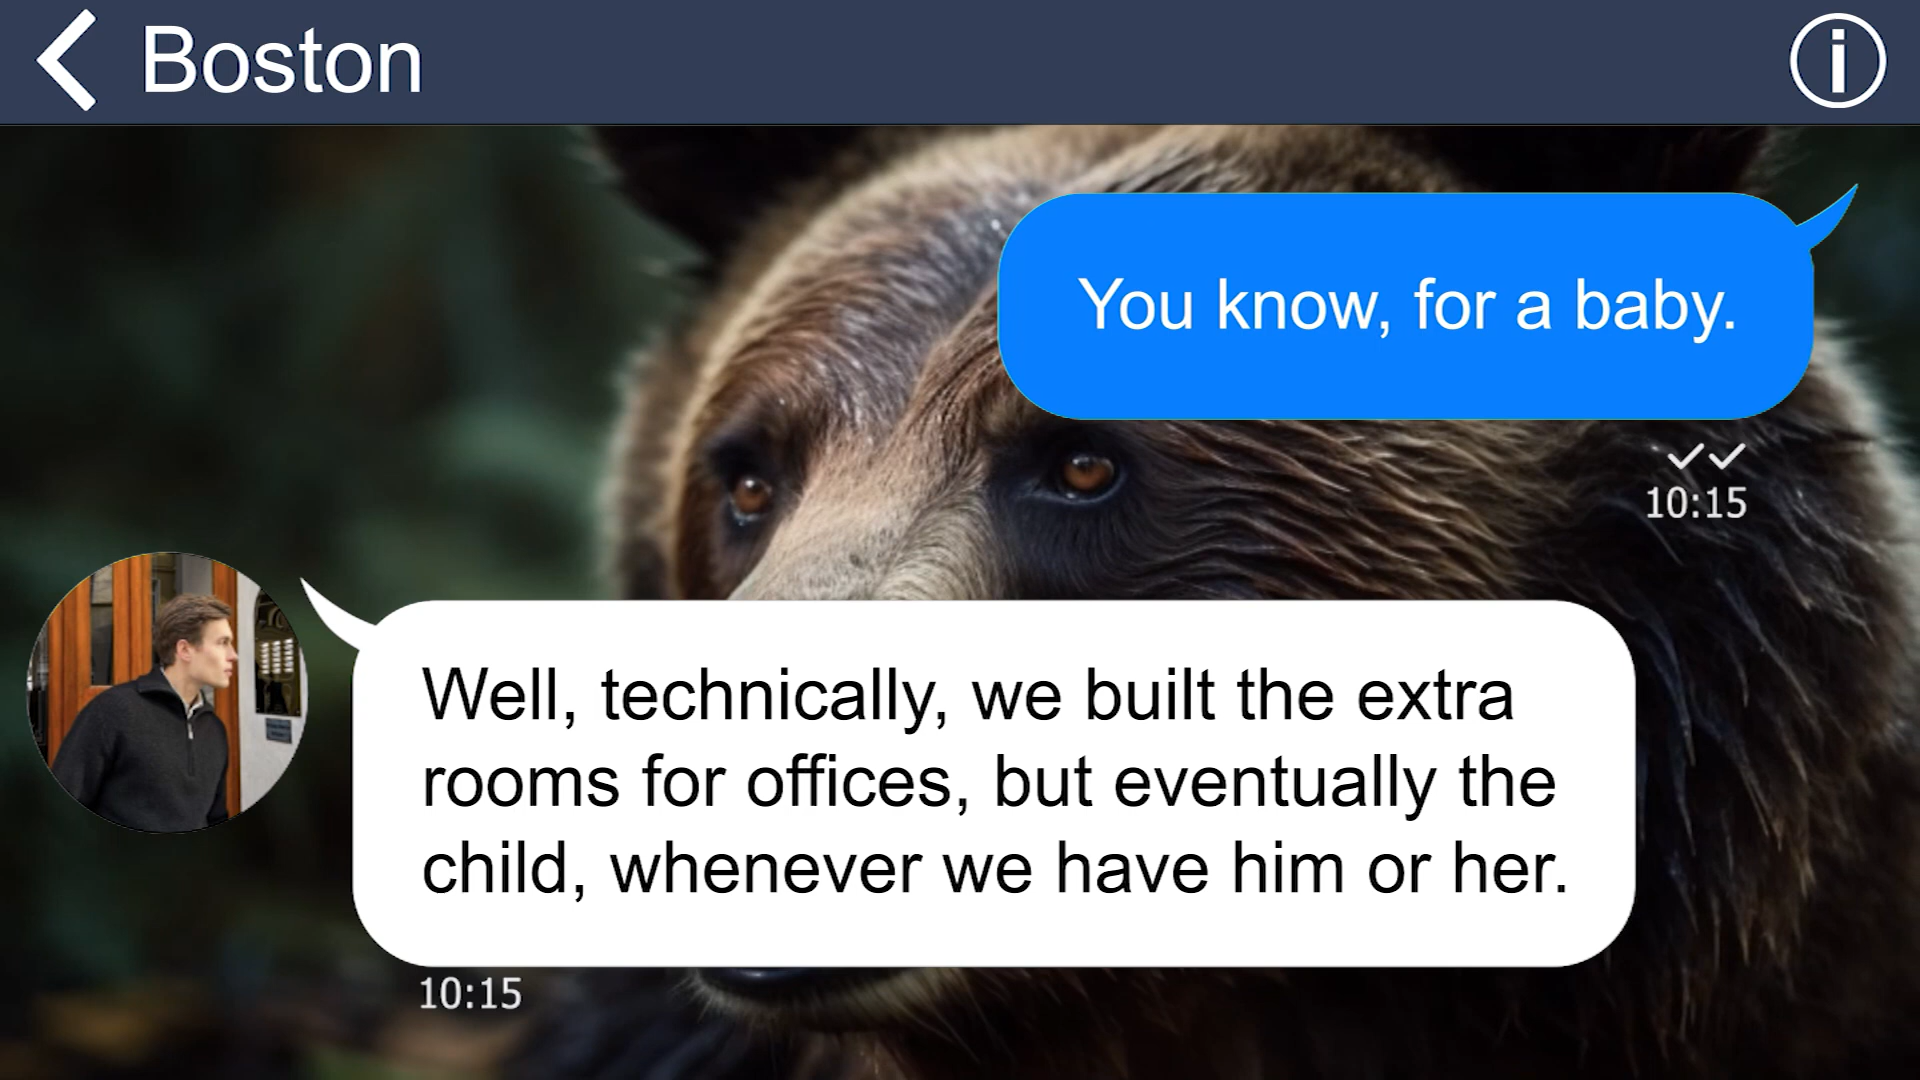 Boston
You know, for a baby.
10:15
Well, technically, we built the extra
rooms for offices, but eventually the
child, whenever we have him or her.
10:15